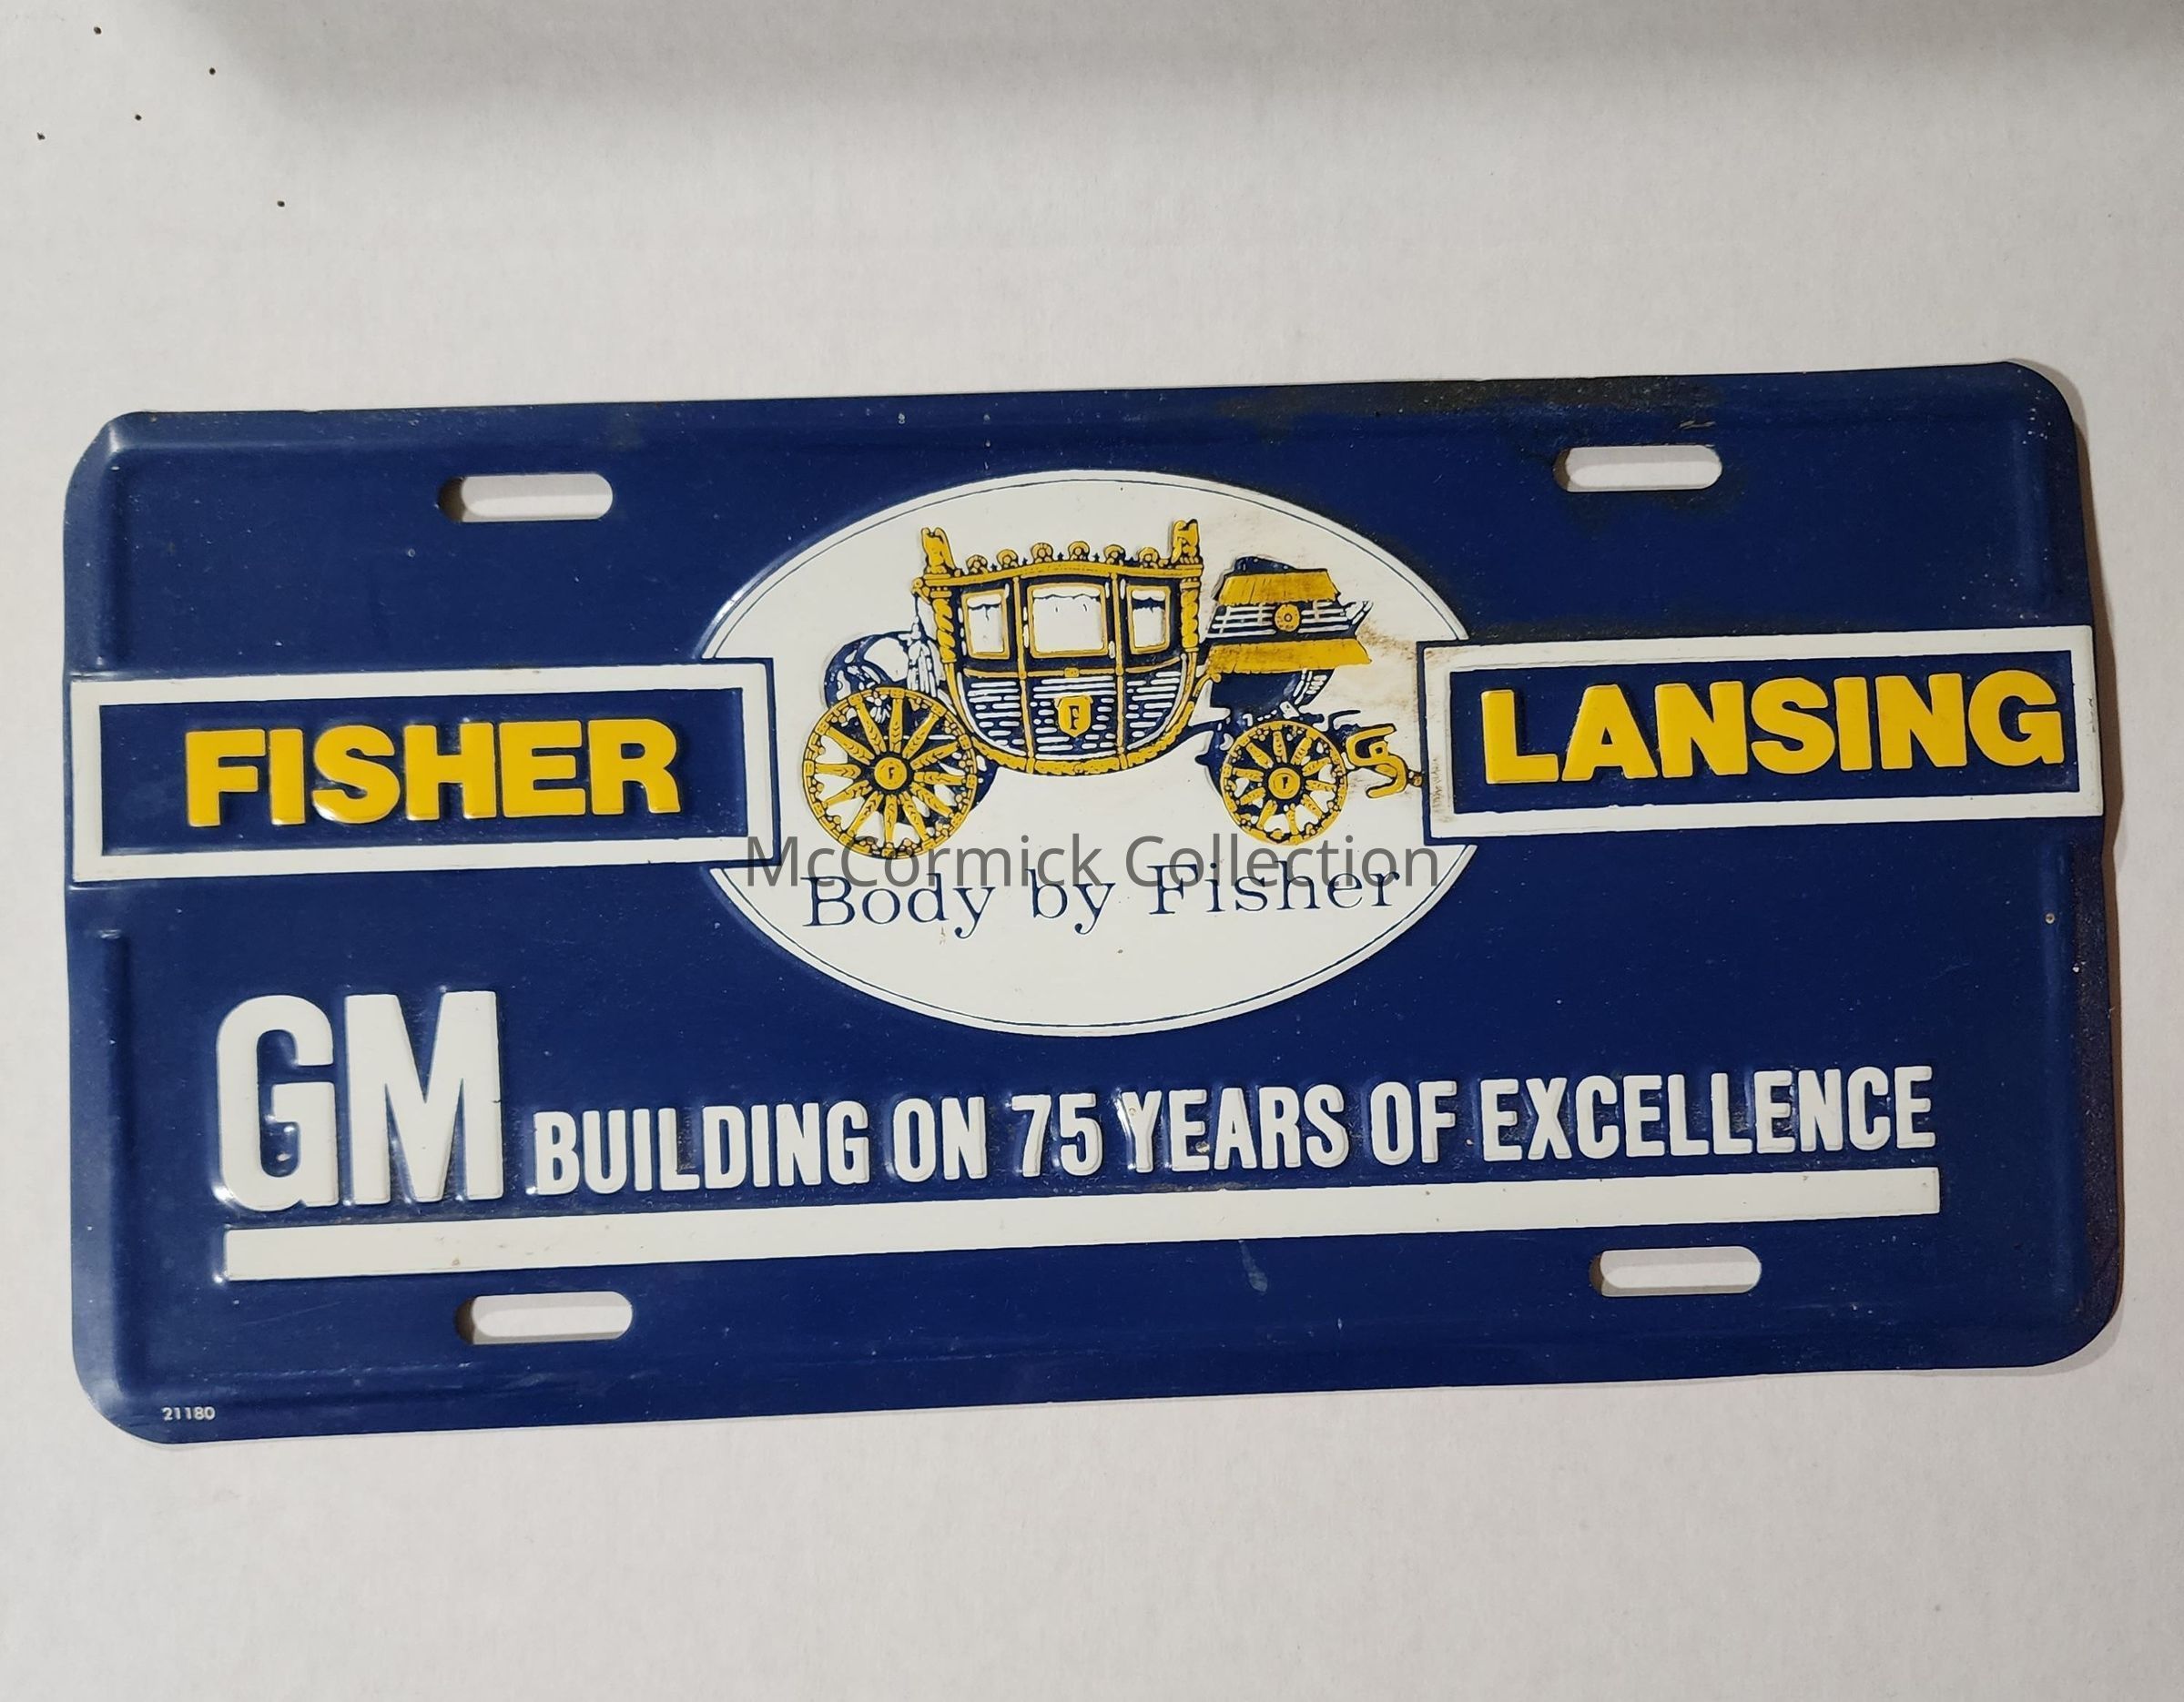 FISHER
LANSING
F
F
F
McCormick Collection
Body by Fisher
GM BUILDING ON 75 YEARS OF EXCELLENCE
21180